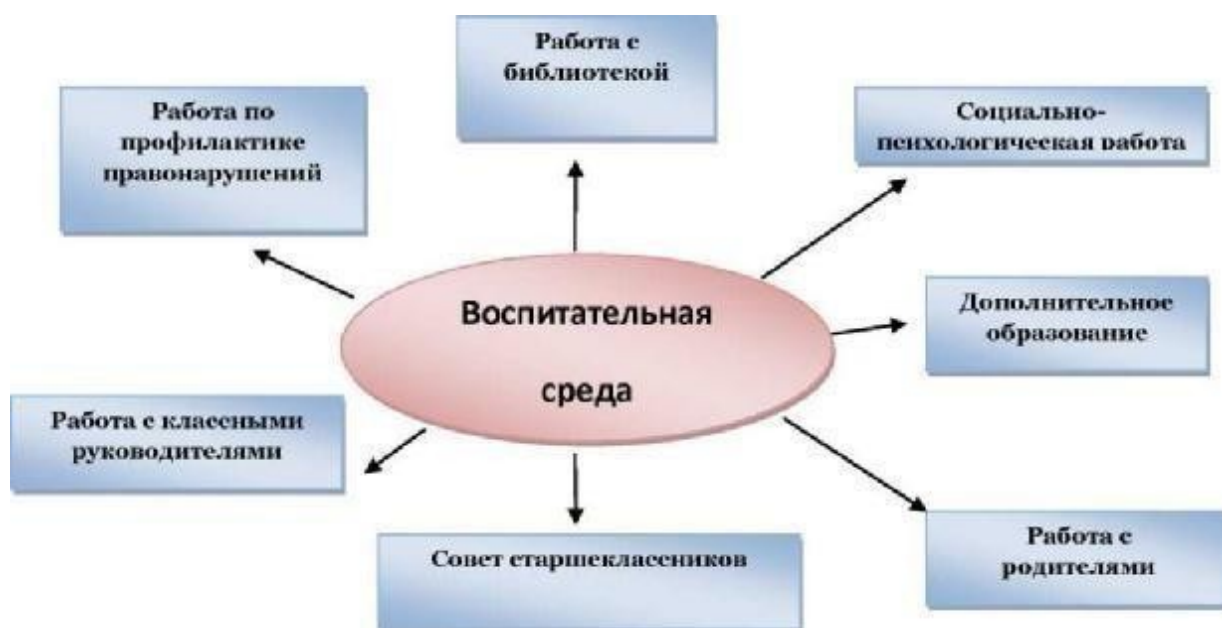 Работа с
библиотекой
Работа по
профилактике
правонарушений
Социально-
психологическая работа
Воспитательная
среда
Дополнительное
образование
Работа с классными
руководителями
Совет старшеклассников
Работа с
родителями